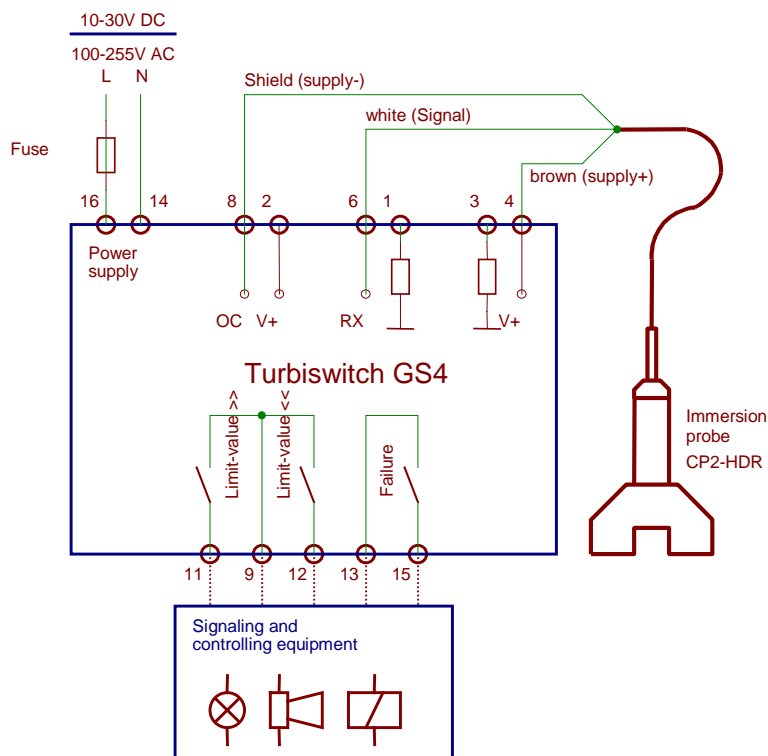 10-30V DC
100-255V AC
L N
Fuse
Shield (supply-)
white (Signal)
brown (supply+)
16 14 8 2 6 1 3 4
Power
supply
OC V+ RX V+
Turbiswitch GS4
Limit-value >>
Limit-value <<
Failure
Immersion
probe
CP2-HDR
11 9 12 13 15
Signaling and
controlling equipment